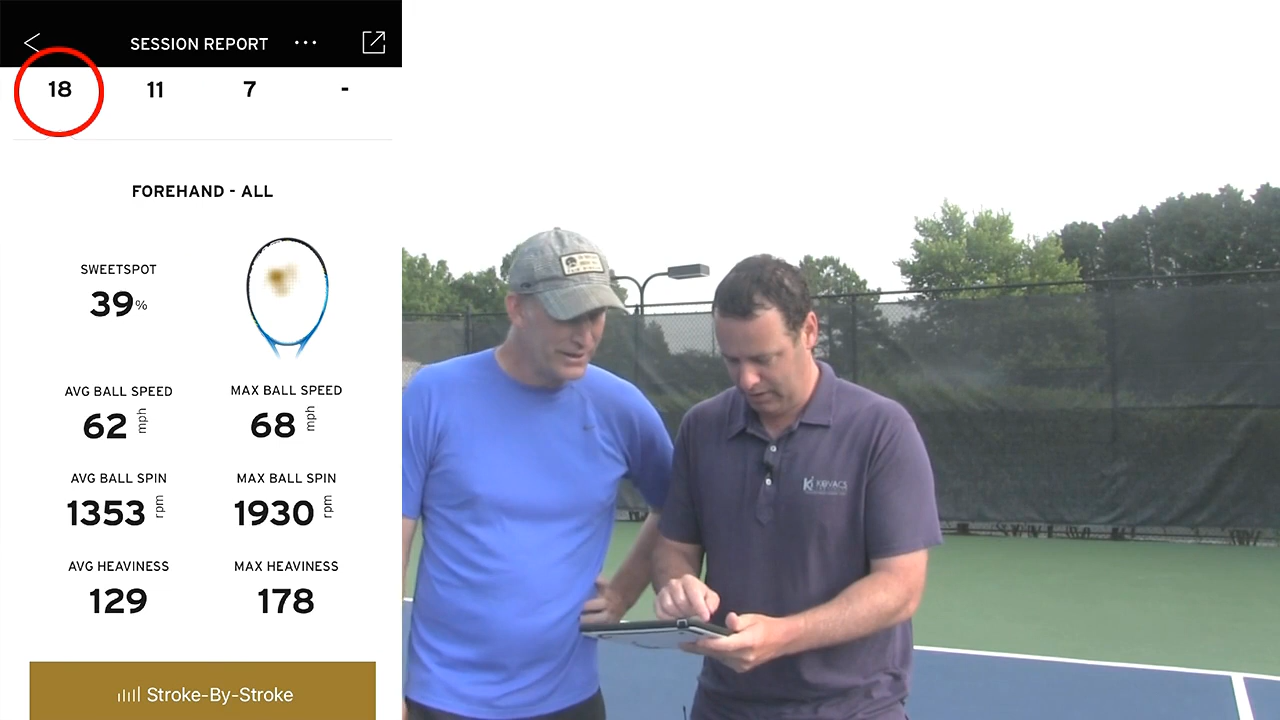 SESSION REPORT ...
18 11 7 -
FOREHAND - ALL
SWEETSPOT
39%
AVG BALL SPEED MAX BALL SPEED
62 mph 68 mph
AVG BALL SPIN MAX BALL SPIN
1353 rpm 1930 rpm
AVG HEAVINESS MAX HEAVINESS
129 178
Stroke-By-Stroke
KOVACS